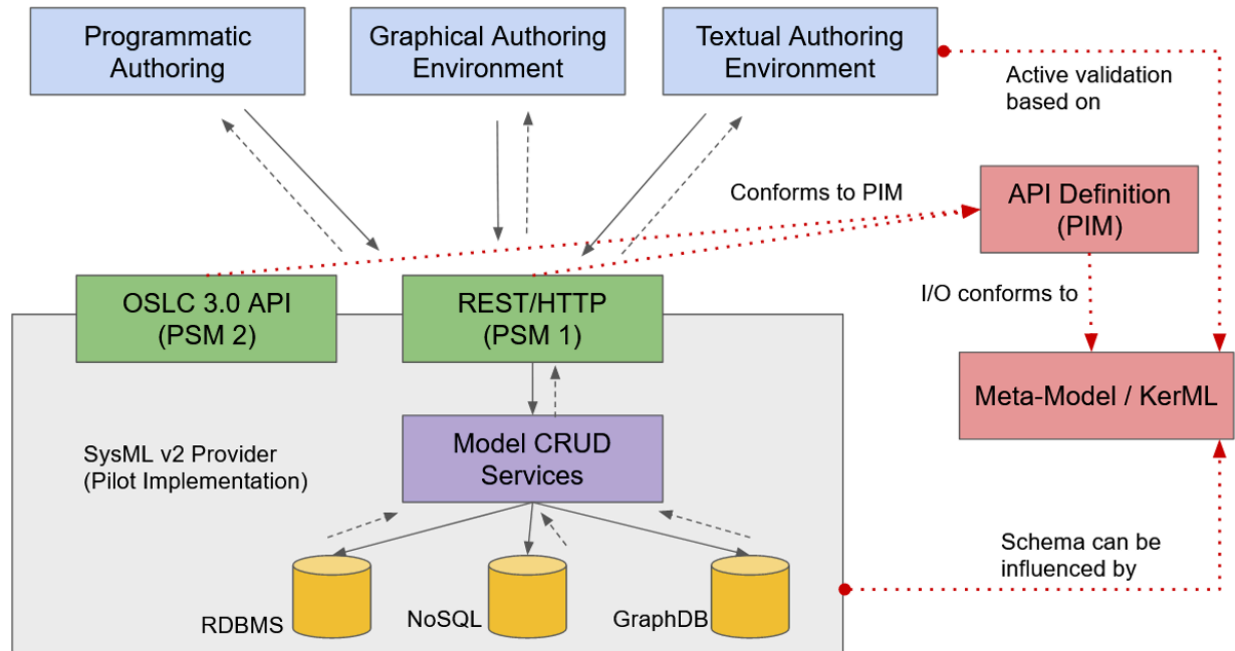 Programmatic
Authoring
Graphical Authoring
Environment
Textual Authoring
Environment
Active validation
based on
Conforms to PIM
API Definition
(PIM)
OSLC 3.0 API
(PSM 2)
REST/HTTP
(PSM 1)
I/O conforms to
Meta-Model / KerML
SysML v2 Provider
(Pilot Implementation)
Model CRUD
Services
Schema can be
influenced by
RDBMS
NoSQL
GraphDB